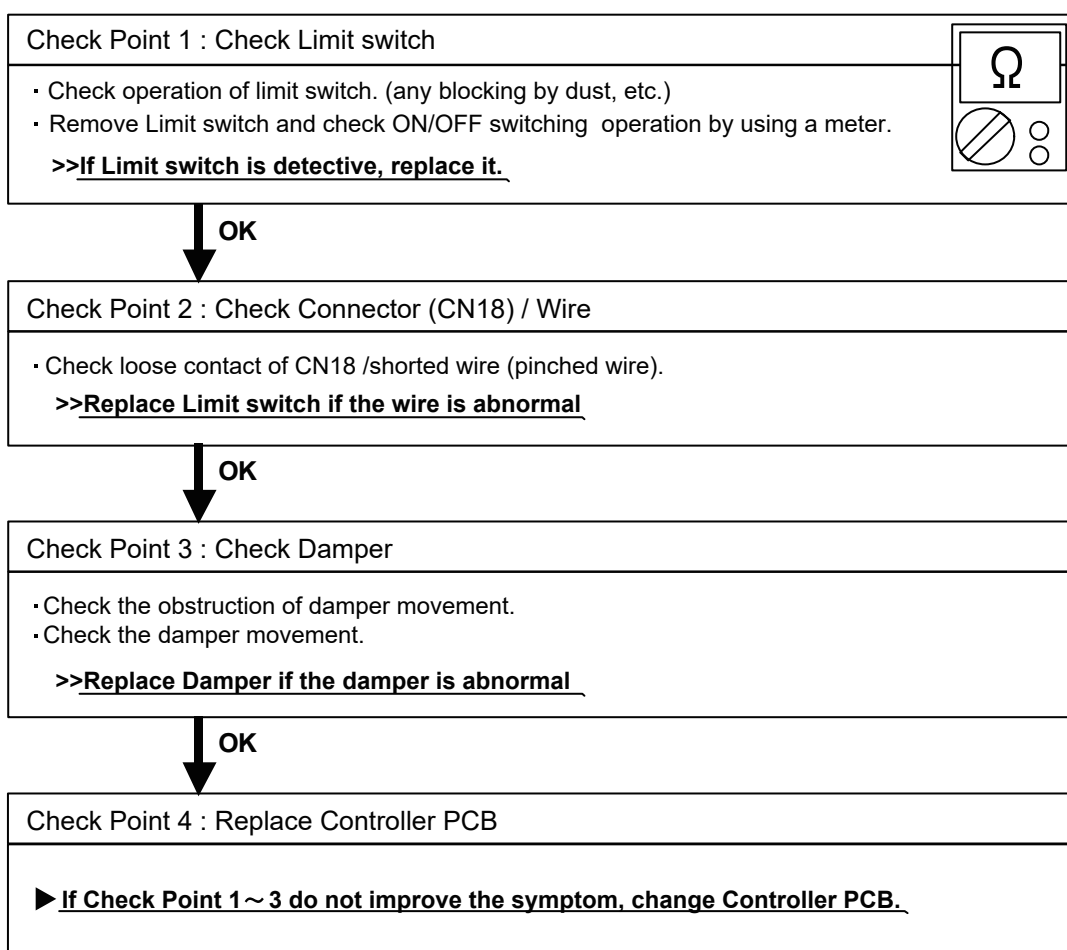 Check Point 1 : Check Limit switch
Ω
・Check operation of limit switch. (any blocking by dust, etc.)
・Remove Limit switch and check ON/OFF switching operation by using a meter.
>>If Limit switch is detective, replace it.
OK
Check Point 2 : Check Connector (CN18) / Wire
・Check loose contact of CN18 /shorted wire (pinched wire).
>>Replace Limit switch if the wire is abnormal
OK
Check Point 3 : Check Damper
・Check the obstruction of damper movement.
・Check the damper movement.
>>Replace Damper if the damper is abnormal
OK
Check Point 4 : Replace Controller PCB
▶If Check Point 1～3 do not improve the symptom, change Controller PCB.